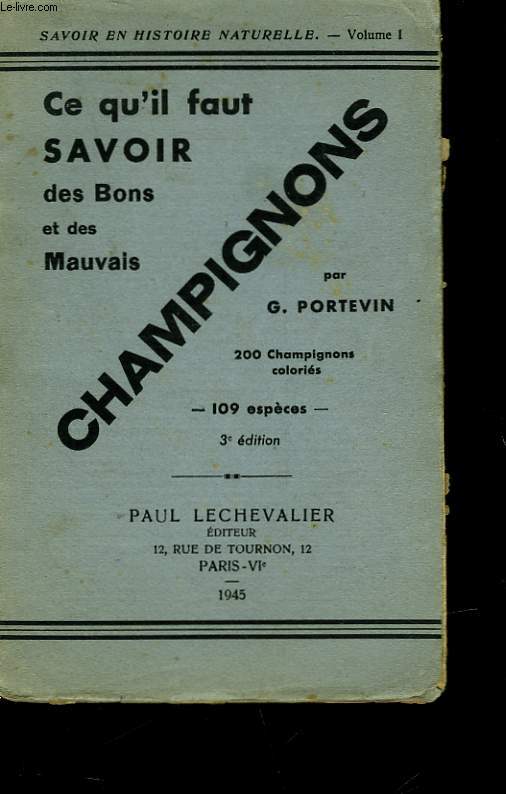 Le-livre.com
SAVOIR EN HISTOIRE NATURELLE. — Volume I
Ce qu'il faut
SAVOIR
des Bons
et des
Mauvais
CHAMPIGNONS
par
G. PORTEVIN
200 Champignons
coloriés
— 109 espèces —
3e édition
PAUL LECHEVALIER
ÉDITEUR
12, RUE DE TOURNON, 12
PARIS-VIe
1945